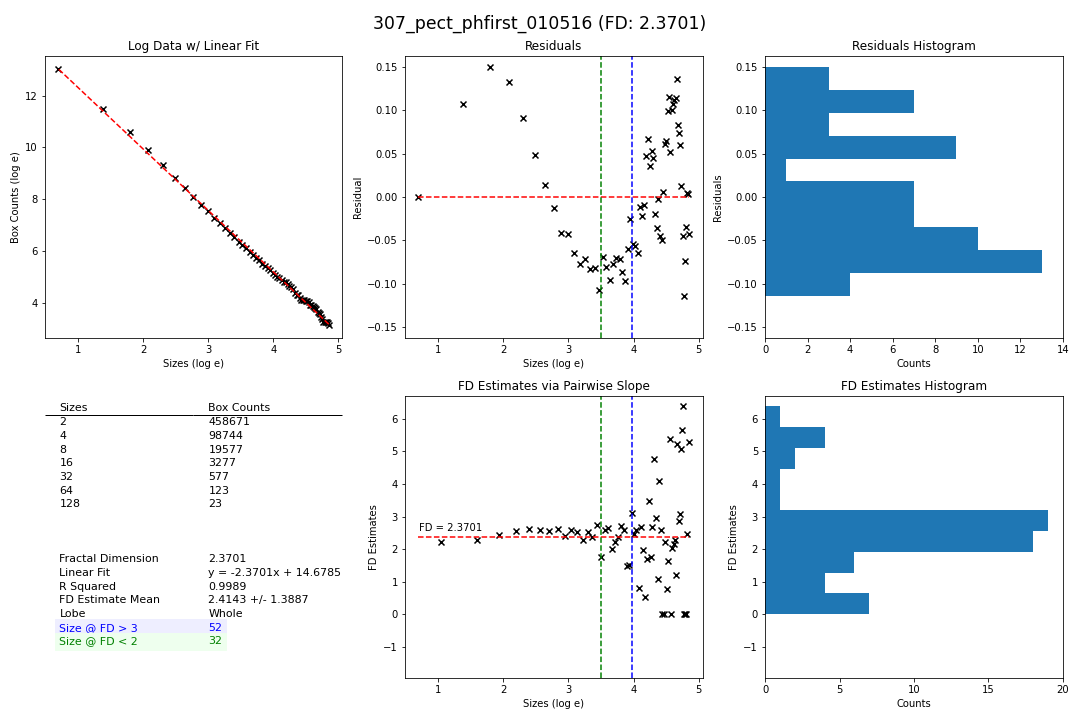 307_pect_phfirst_010516 (FD: 2.3701)
Log Data w/ Linear Fit
Box Counts (log e)
12
10
8
6
4
1 2 3 4 5
Sizes (log e)
Residuals
Residual
0.15
0.10
0.05
0.00
−0.05
−0.10
−0.15
1 2 3 4 5
Sizes (log e)
Residuals Histogram
Residuals
0.15
0.10
0.05
0.00
−0.05
−0.10
−0.15
0 2 4 6 8 10 12 14
Counts
Sizes Box Counts
2 458671
4 98744
8 19577
16 3277
32 577
64 123
128 23
Fractal Dimension 2.3701
Linear Fit y = -2.3701x + 14.6785
R Squared 0.9989
FD Estimate Mean 2.4143 +/- 1.3887
Lobe Whole
Size @ FD > 3 52
Size @ FD < 2 32
FD Estimates via Pairwise Slope
FD Estimates
6
5
4
3
2
1
0
−1
FD = 2.3701
1 2 3 4 5
Sizes (log e)
FD Estimates Histogram
FD Estimates
6
5
4
3
2
1
0
−1
0 5 10 15 20
Counts